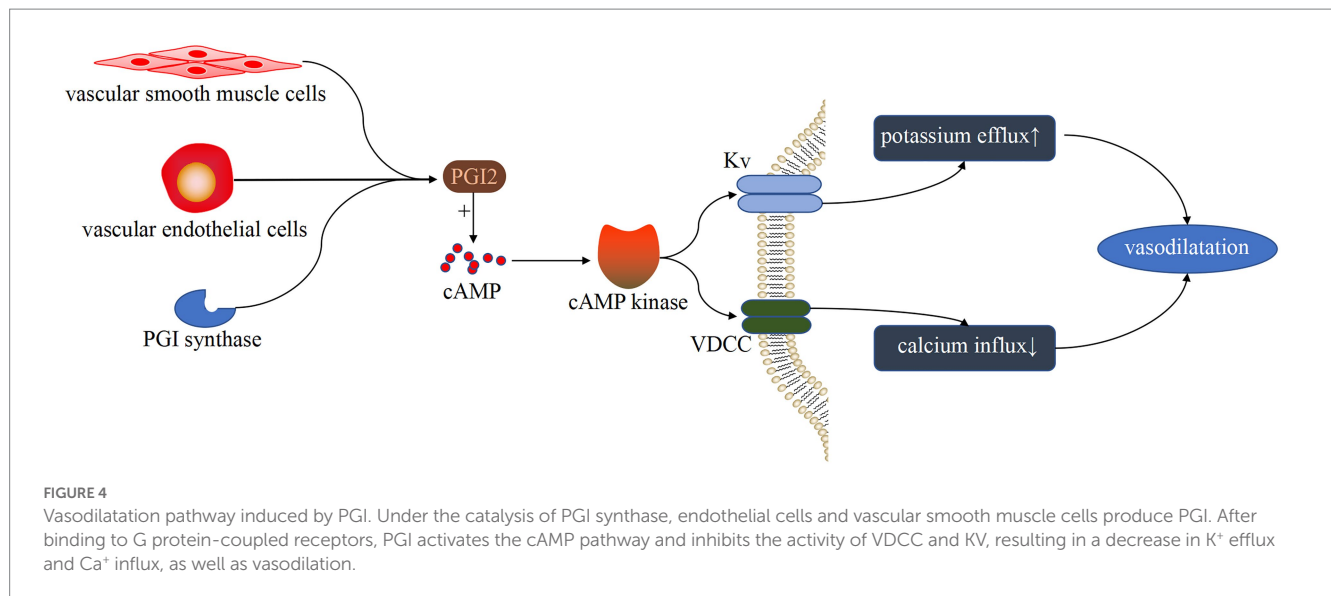 vascular smooth muscle cells
vascular endothelial cells
PGI synthase
PGI2
+
cAMP
cAMP kinase
Kv
VDCC
potassium efflux↑
calcium influx↓
vasodilatation
FIGURE 4
Vasodilatation pathway induced by PGI. Under the catalysis of PGI synthase, endothelial cells and vascular smooth muscle cells produce PGI. After
binding to G protein-coupled receptors, PGI activates the cAMP pathway and inhibits the activity of VDCC and KV, resulting in a decrease in K⁺ efflux
and Ca⁺ influx, as well as vasodilation.